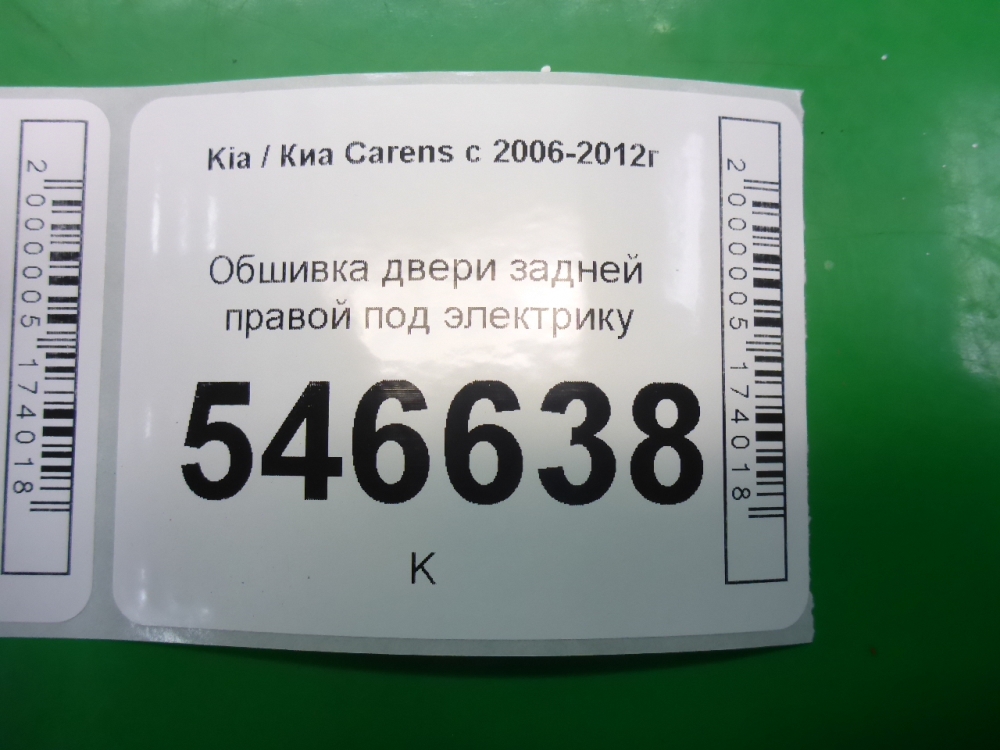 2000005174018
Kia / Киа Carens с 2006-2012г
Обшивка двери задней
правой под электрику
546638
К
2000005174018